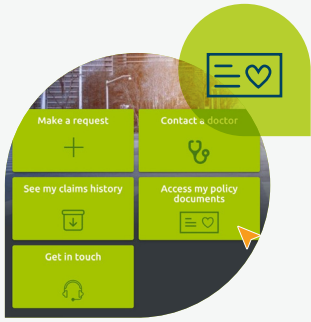 Make a request
Contact a doctor
See my claims history
Access my policy
documents
Get in touch